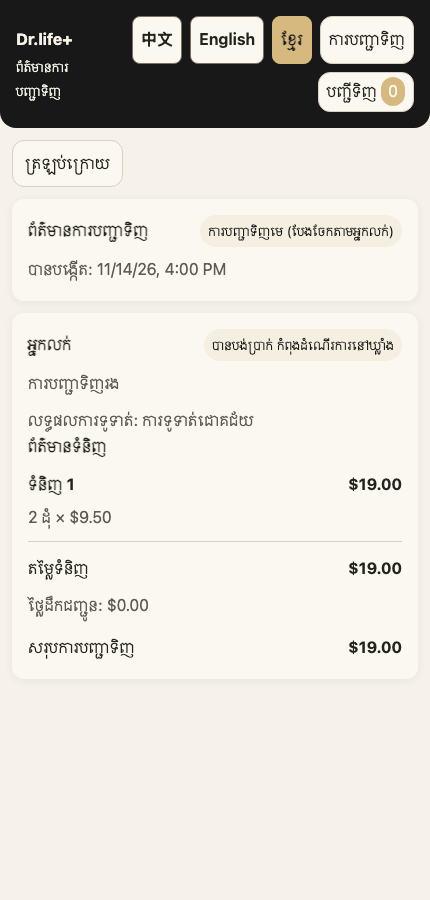 Dr.life+
ព័ត៌មានការ
បញ្ជាទិញ
中文
English
ខ្មែរ
ការបញ្ជាទិញ
បញ្ជីទិញ 0
ត្រឡប់ក្រោយ
ព័ត៌មានការបញ្ជាទិញ
ការបញ្ជាទិញមេ (បែងចែកតាមអ្នកលក់)
បានបង្កើត: 11/14/26, 4:00 PM
អ្នកលក់
បានបង់ប្រាក់ កំពុងដំណើរការនៅឃ្លាំង
ការបញ្ជាទិញរង
លទ្ធផលការទូទាត់: ការទូទាត់ជោគជ័យ
ព័ត៌មានទំនិញ
ទំនិញ 1 $19.00
2 ដុំ × $9.50
តម្លៃទំនិញ $19.00
ថ្លៃដឹកជញ្ជូន: $0.00
សរុបការបញ្ជាទិញ $19.00